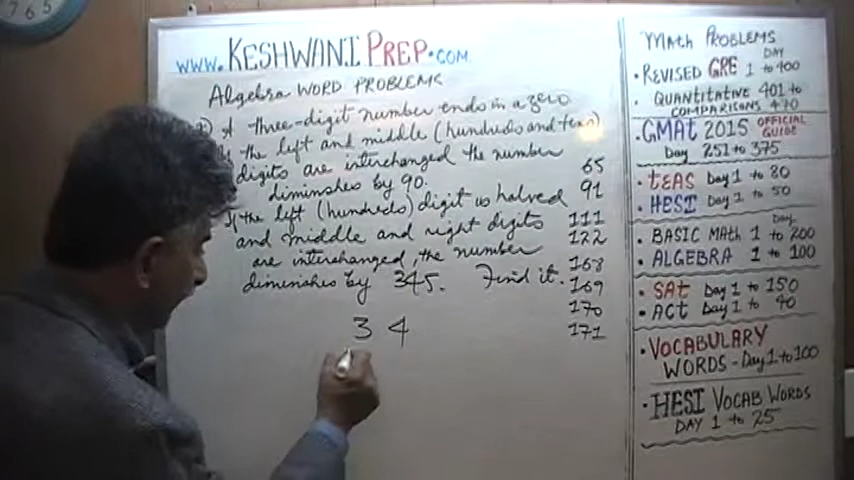 7 6 5
www.KESHWANI PREP.COM
Algebra WORD PROBLEMS
A three-digit number ends in a zero
the left and middle (hundreds and tens)
digits are interchanged the number
diminshes by 90.
If the left (hundreds) digit is halved
and middle and right digits
are interchanged, the number
diminishes by 345. Find it.
3 4
65
91
111
122
168
169
170
171
Math PROBLEMS
DAY
• REVISED GRE 1 to 400
• QUANTITATIVE 401 to
COMPARISONS 470
• GMAT 2015 OFFICIAL GUIDE
Day 251 to 375
• TEAS Day 1 to 80
• HESI Day 1 to 50
Day
• BASIC Math 1 to 200
• ALGEBRA 1 to 100
• SAt Day 1 to 150
• ACT Day 1 to 40
• VOCABULARY
WORDS - Day 1 to 100
• HESI VOCAB WORDS
DAY 1 to 25